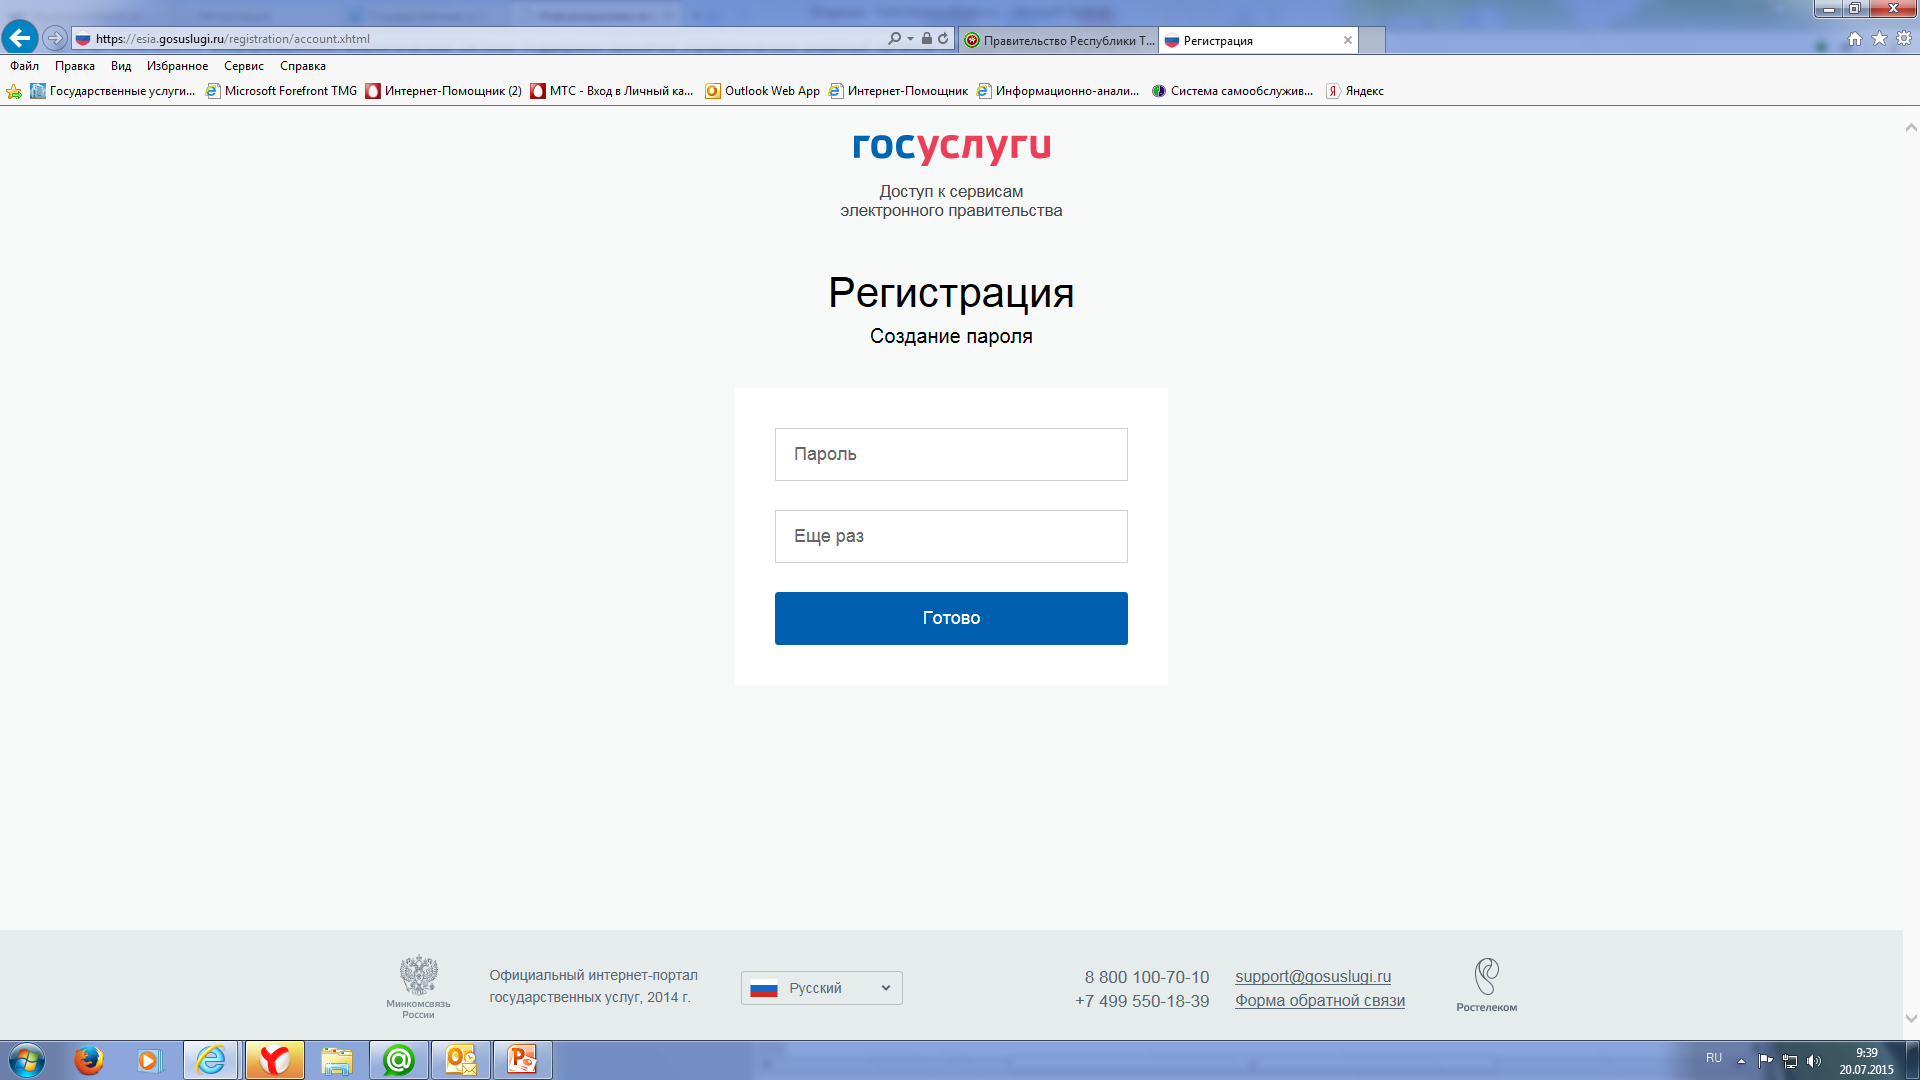 https://esia.gosuslugi.ru/registration/account.xhtml
Правительство Республики Т...
Регистрация
Файл Правка Вид Избранное Сервис Справка
Государственные услуги... Microsoft Forefront TMG Интернет-Помощник (2) МТС - Вход в Личный ка... Outlook Web App Интернет-Помощник Информационно-анали... Система самообслужив... Яндекс
госуслуги
Доступ к сервисам
электронного правительства
Регистрация
Создание пароля
Пароль
Еще раз
Готово
Минкомсвязь
России
Официальный интернет-портал
государственных услуг, 2014 г.
Русский
8 800 100-70-10
+7 499 550-18-39
support@gosuslugi.ru
Форма обратной связи
Ростелеком
RU
9:39
20.07.2015